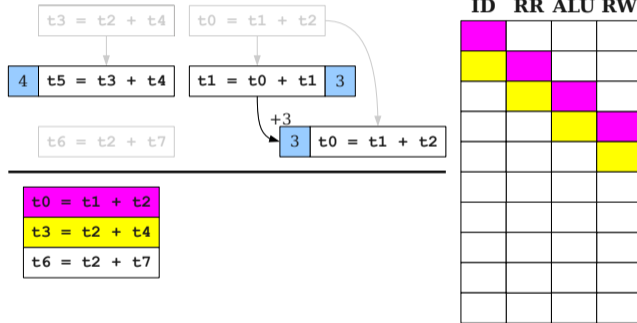 t3 = t2 + t4
t0 = t1 + t2
4 t5 = t3 + t4
t1 = t0 + t1 3
+3
t6 = t2 + t7
3 t0 = t1 + t2
t0 = t1 + t2
t3 = t2 + t4
t6 = t2 + t7
ID RR ALU RW